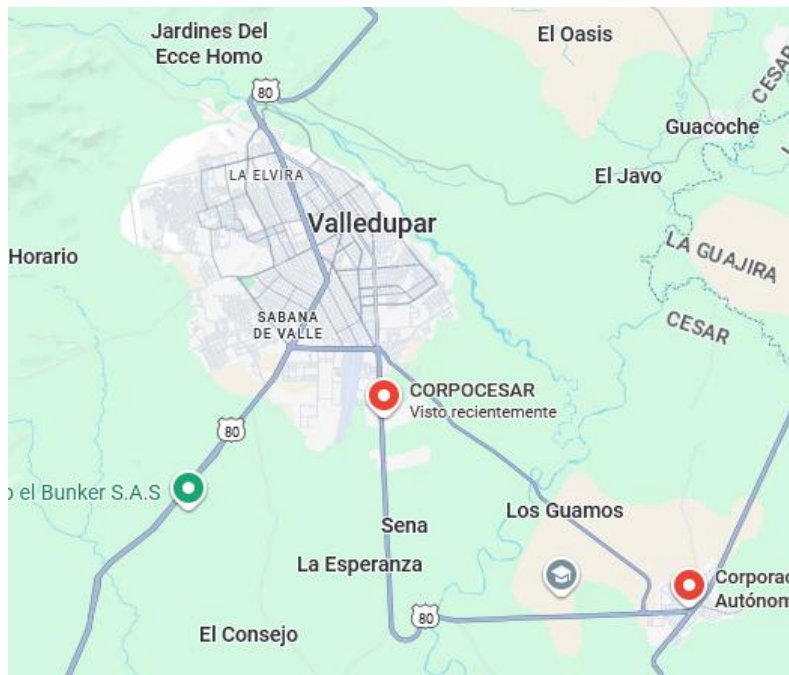 Jardines Del
Ecce Homo
El Oasis
80
CESAR
Guacoche
LA ELVIRA
El Javo
Valledupar
Horario
LA GUAJIRA
CESAR
SABANA
DE VALLE
CORPOCESAR
Visto recientemente
80
o el Bunker S.A.S
Los Guamos
Sena
La Esperanza
Corporac
Autónom
80
El Consejo